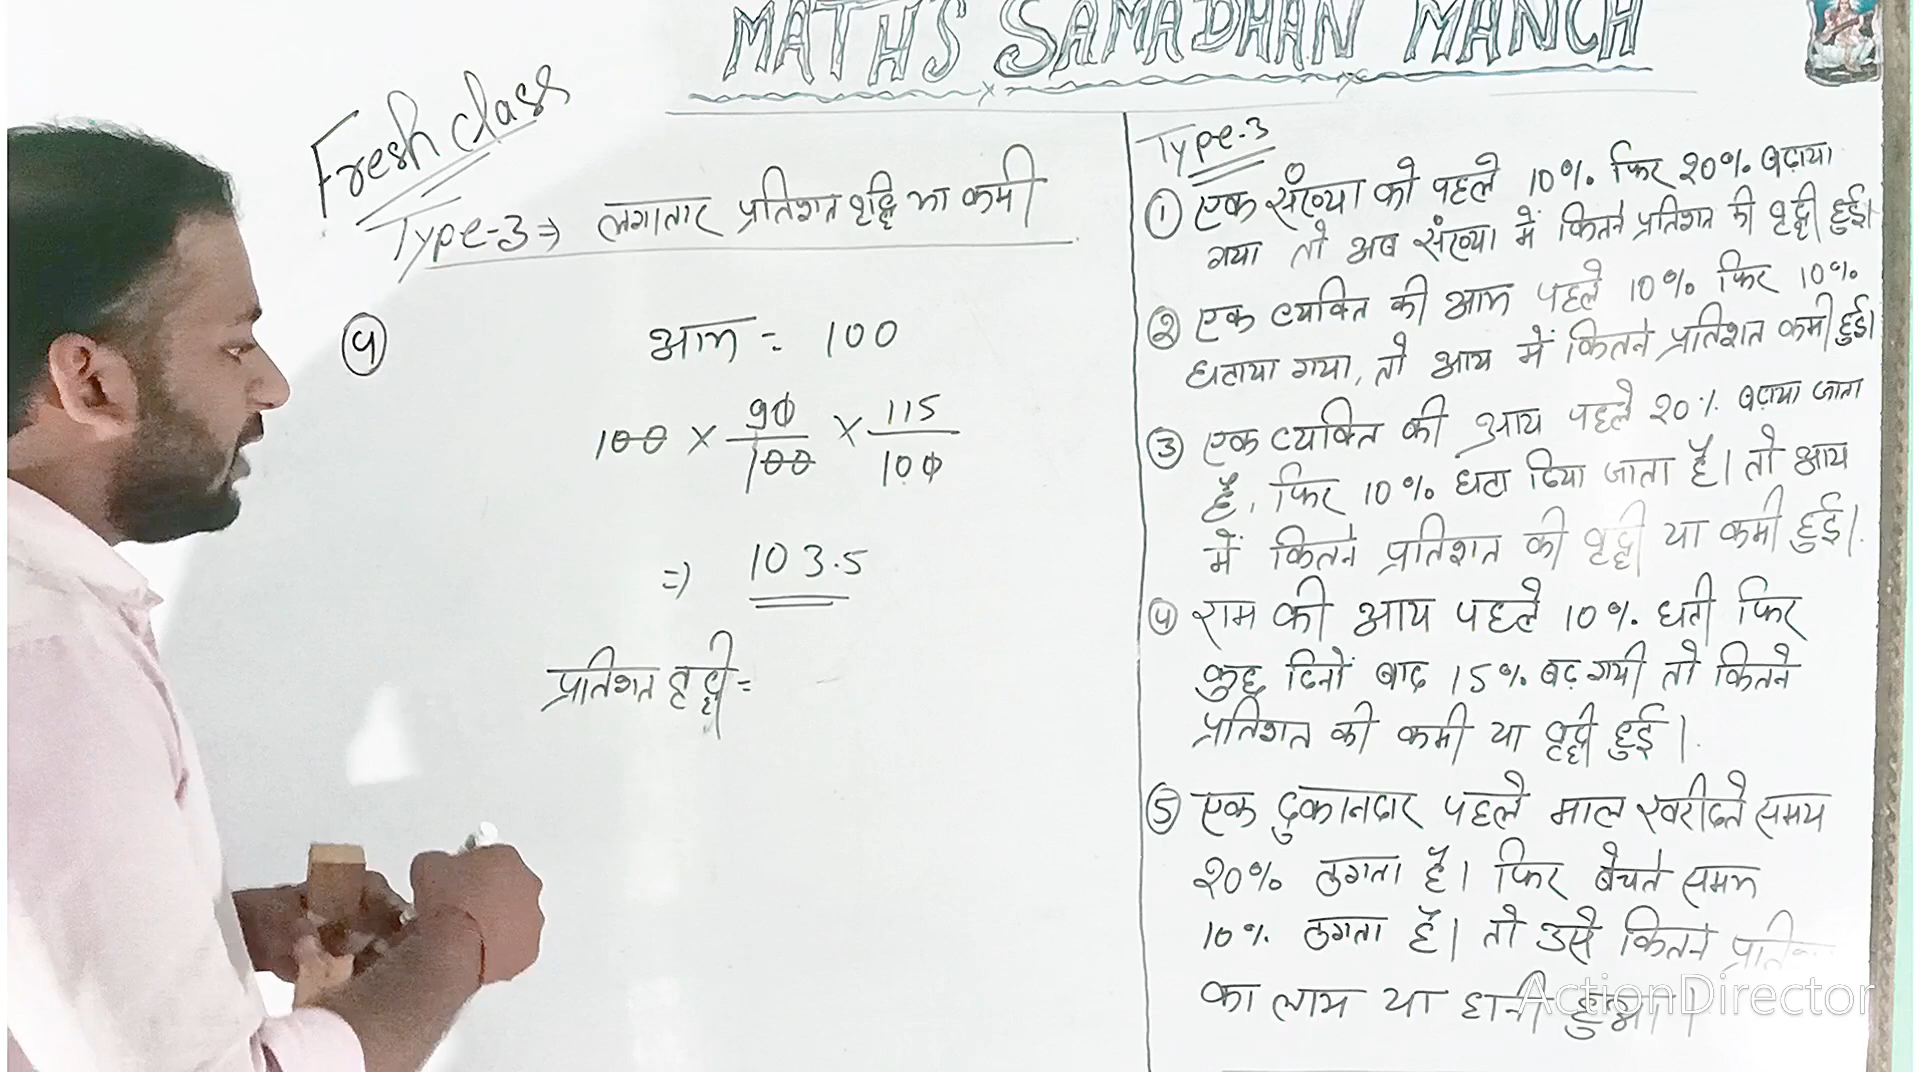 MATH'S SAMADHAN MANCH
Fresh class
Type-3 ⇒ लगातार प्रतिशत वृद्धि या कमी
④
आय = 100
100 × 90/100 × 115/100
⇒ 103.5
प्रतिशत वृद्धी =
Type-3
① एक संख्या को पहले 10% फिर 20% बढ़ाया
गया तो अब संख्या में कितने प्रतिशत की वृद्धी हुई।
② एक व्यक्ति की आय पहले 10% फिर 10%
घटाया गया, तो आय में कितने प्रतिशत कमी हुई।
③ एक व्यक्ति की आय पहले 20% बढ़ाया जाता
है, फिर 10% घटा दिया जाता है। तो आय
में कितने प्रतिशत की वृद्धी या कमी हुई।
④ राम की आय पहले 10% घटी फिर
कुछ दिनों बाद 15% बढ़ गयी तो कितने
प्रतिशत की कमी या वृद्धी हुई।
⑤ एक दुकानदार पहले माल खरीदते समय
20% ठगता है। फिर बेचते समय
10% ठगता है। तो उसे कितने
का लाभ या हानी हुआ।
ActionDirector